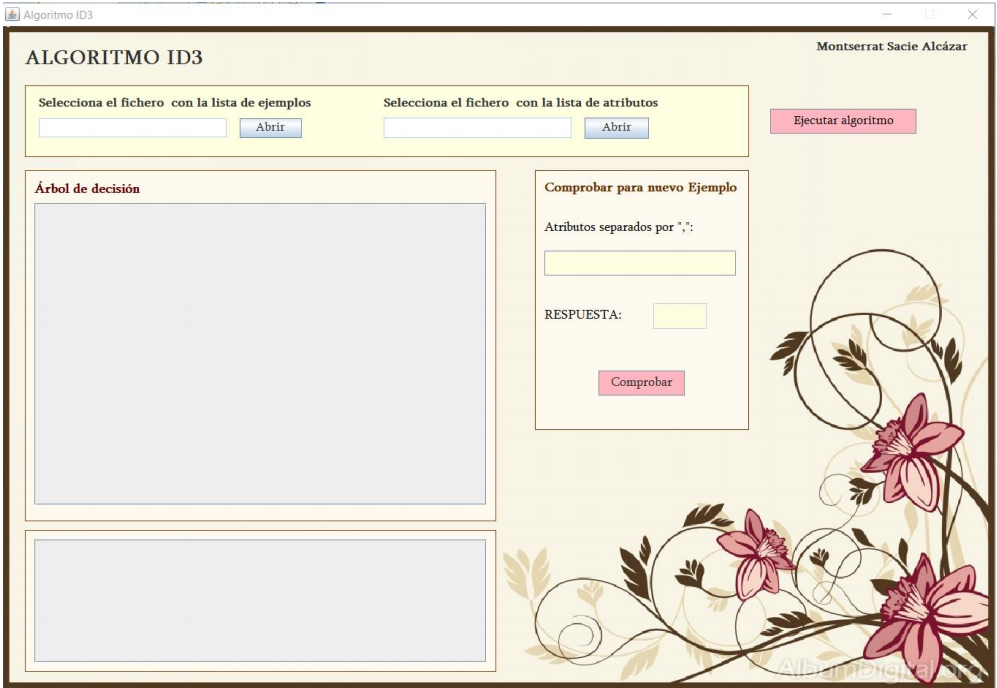 Algoritmo ID3
ALGORITMO ID3
Montserrat Sacie Alcázar
Selecciona el fichero con la lista de ejemplos
Selecciona el fichero con la lista de atributos
Abrir
Abrir
Ejecutar algoritmo
Árbol de decisión
Comprobar para nuevo Ejemplo
Atributos separados por ",":
RESPUESTA:
Comprobar
AlbumDigital.org